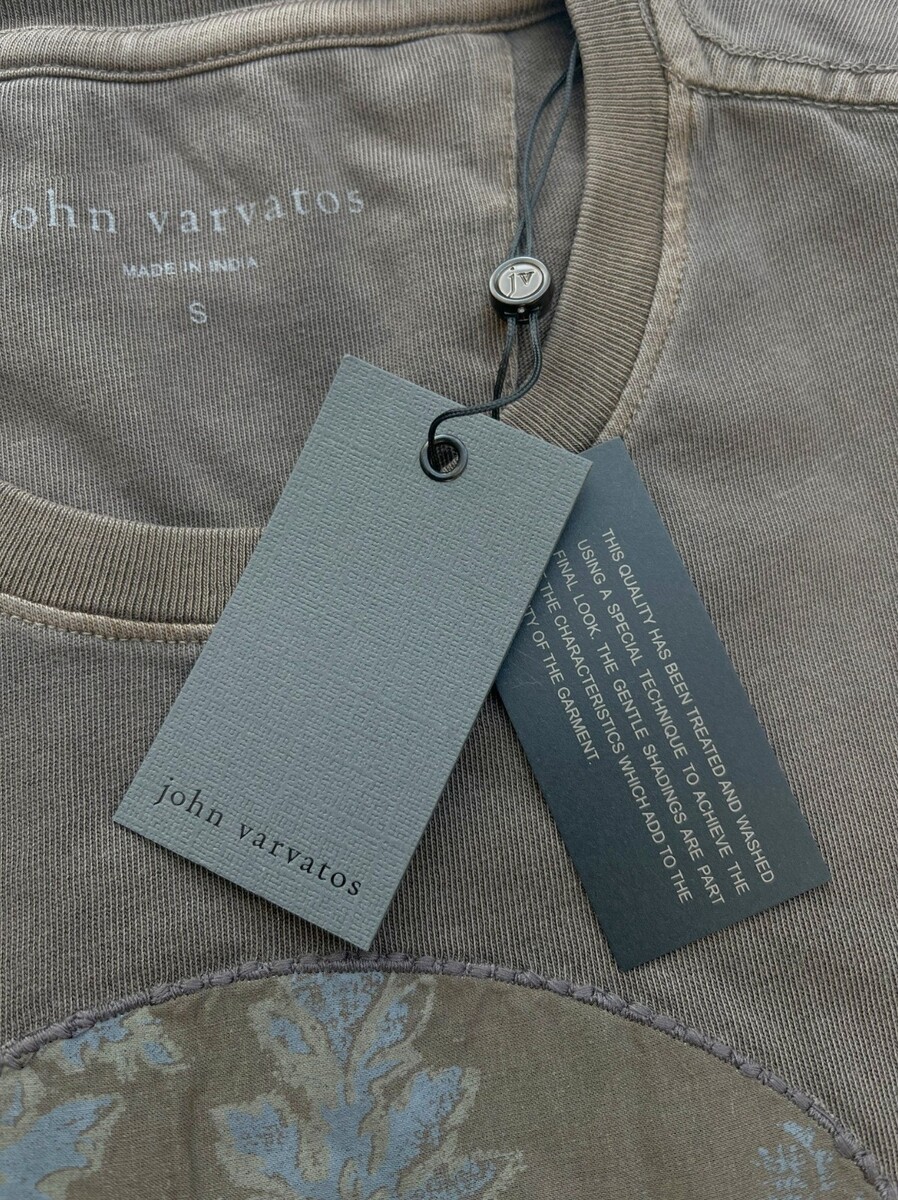 john varvatos
MADE IN INDIA
S
jv
john varvatos
THIS QUALITY HAS BEEN TREATED AND WASHED
USING A SPECIAL TECHNIQUE TO ACHIEVE THE
FINAL LOOK. THE GENTLE SHADINGS ARE PART
THE CHARACTERISTICS WHICH ADD TO THE
OF THE GARMENT.